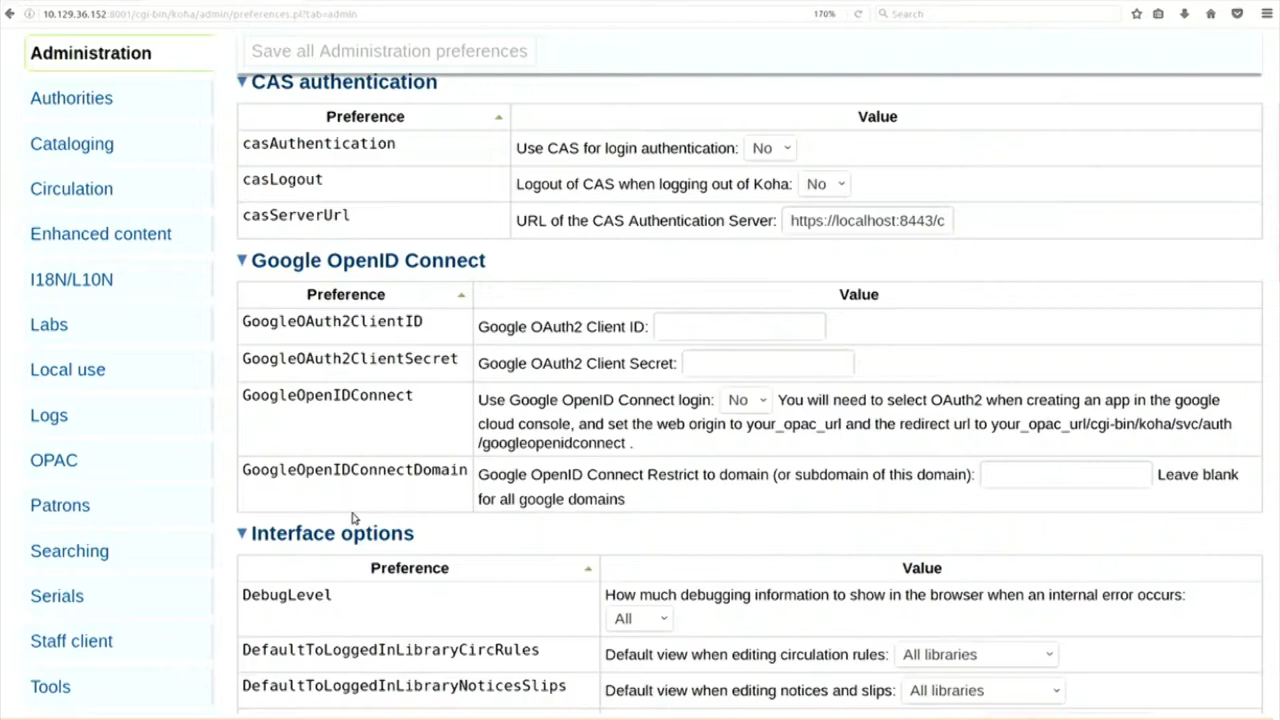 10.129.36.152:8001/cgi-bin/koha/admin/preferences.pl?tab=admin
170%
Search
Administration
Authorities
Cataloging
Circulation
Enhanced content
I18N/L10N
Labs
Local use
Logs
OPAC
Patrons
Searching
Serials
Staff client
Tools
Save all Administration preferences
CAS authentication
Preference Value
casAuthentication Use CAS for login authentication: No
casLogout Logout of CAS when logging out of Koha: No
casServerUrl URL of the CAS Authentication Server: https://localhost:8443/c
Google OpenID Connect
Preference Value
GoogleOAuth2ClientID Google OAuth2 Client ID:
GoogleOAuth2ClientSecret Google OAuth2 Client Secret:
GoogleOpenIDConnect Use Google OpenID Connect login: No You will need to select OAuth2 when creating an app in the google
cloud console, and set the web origin to your_opac_url and the redirect url to your_opac_url/cgi-bin/koha/svc/auth
/googleopenidconnect .
GoogleOpenIDConnectDomain Google OpenID Connect Restrict to domain (or subdomain of this domain): Leave blank
for all google domains
Interface options
Preference Value
DebugLevel How much debugging information to show in the browser when an internal error occurs:
All
DefaultToLoggedInLibraryCircRules Default view when editing circulation rules: All libraries
DefaultToLoggedInLibraryNoticesSlips Default view when editing notices and slips: All libraries